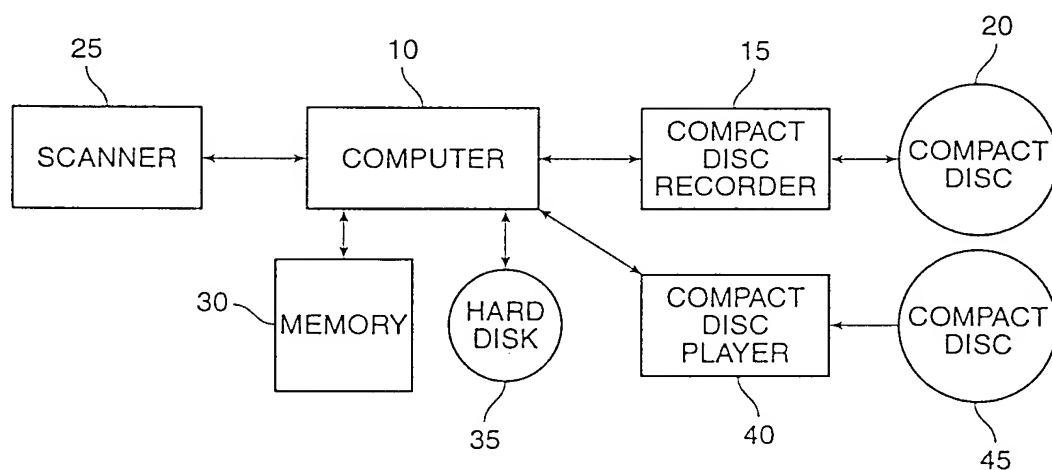 25
10
15
20
SCANNER
COMPUTER
COMPACT
DISC
RECORDER
COMPACT
DISC
30
MEMORY
HARD
DISK
COMPACT
DISC
PLAYER
COMPACT
DISC
35
40
45